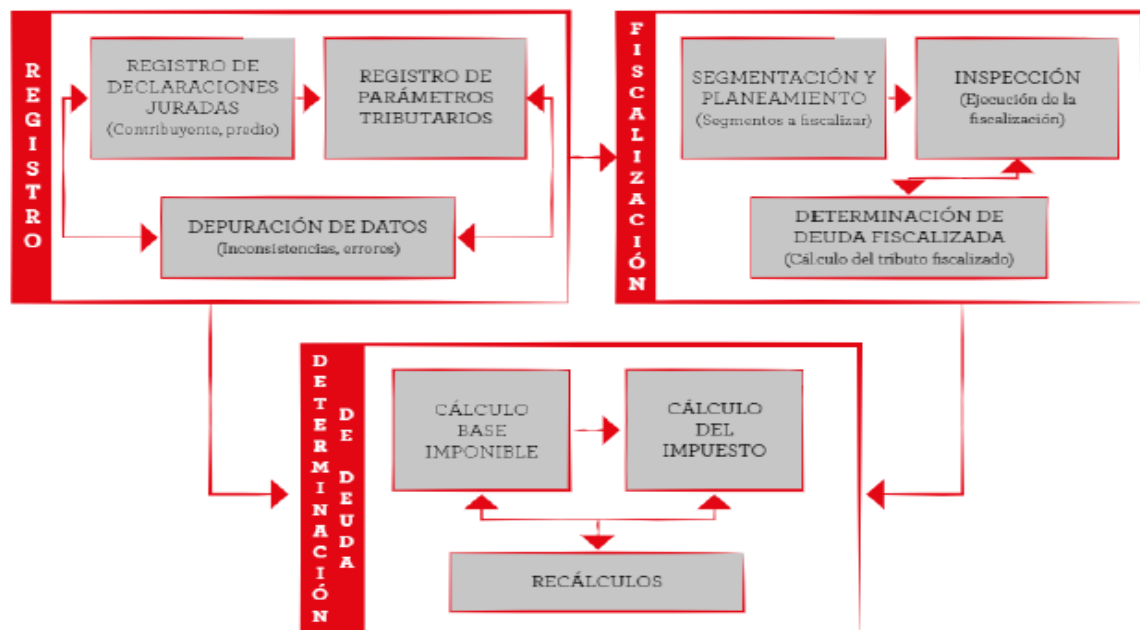 REGISTRO
REGISTRO DE
DECLARACIONES
JURADAS
(Contribuyente, predio)
REGISTRO DE
PARÁMETROS
TRIBUTARIOS
DEPURACIÓN DE DATOS
(Inconsistencias, errores)
FISCALIZACIÓN
SEGMENTACIÓN Y
PLANEAMIENTO
(Segmentos a fiscalizar)
INSPECCIÓN
(Ejecución de la
fiscalización)
DETERMINACIÓN DE
DEUDA FISCALIZADA
(Cálculo del tributo fiscalizado)
DETERMINACIÓN
DE DEUDA
CÁLCULO
BASE
IMPONIBLE
CÁLCULO
DEL
IMPUESTO
RECÁLCULOS